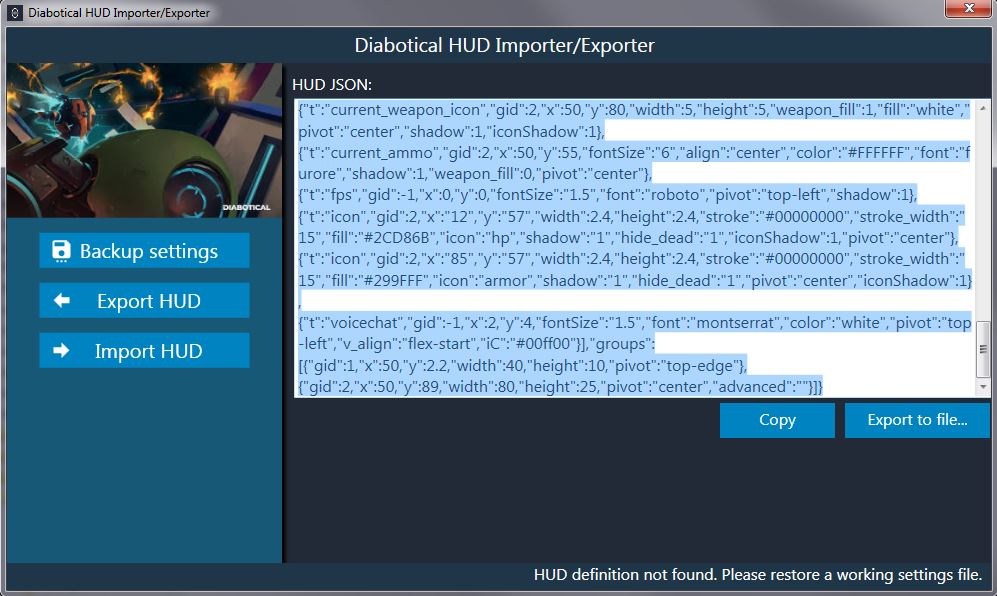 Diabotical HUD Importer/Exporter
Diabotical HUD Importer/Exporter
HUD JSON:
{"t":"current_weapon_icon","gid":2,"x":50,"y":80,"width":5,"height":5,"weapon_fill":1,"fill":"white","
pivot":"center","shadow":1,"iconShadow":1},
{"t":"current_ammo","gid":2,"x":50,"y":55,"fontSize":"6","align":"center","color":"#FFFFFF","font":"f
urore","shadow":1,"weapon_fill":0,"pivot":"center"},
{"t":"fps","gid":-1,"x":0,"y":0,"fontSize":"1.5","font":"roboto","pivot":"top-left","shadow":1},
{"t":"icon","gid":2,"x":"12","y":"57","width":2.4,"height":2.4,"stroke":"#00000000","stroke_width":"
15","fill":"#2CD86B","icon":"hp","shadow":"1","hide_dead":"1","iconShadow":1,"pivot":"center"},
{"t":"icon","gid":2,"x":"85","y":"57","width":2.4,"height":2.4,"stroke":"#00000000","stroke_width":"
15","fill":"#299FFF","icon":"armor","shadow":"1","hide_dead":"1","pivot":"center","iconShadow":1}
,
{"t":"voicechat","gid":-1,"x":2,"y":4,"fontSize":"1.5","font":"montserrat","color":"white","pivot":"top
-left","v_align":"flex-start","iC":"#00ff00"}],"groups":
[{"gid":1,"x":50,"y":2.2,"width":40,"height":10,"pivot":"top-edge"},
{"gid":2,"x":50,"y":89,"width":80,"height":25,"pivot":"center","advanced":""}]}
DIABOTICAL
Backup settings
Export HUD
Import HUD
Copy
Export to file...
HUD definition not found. Please restore a working settings file.